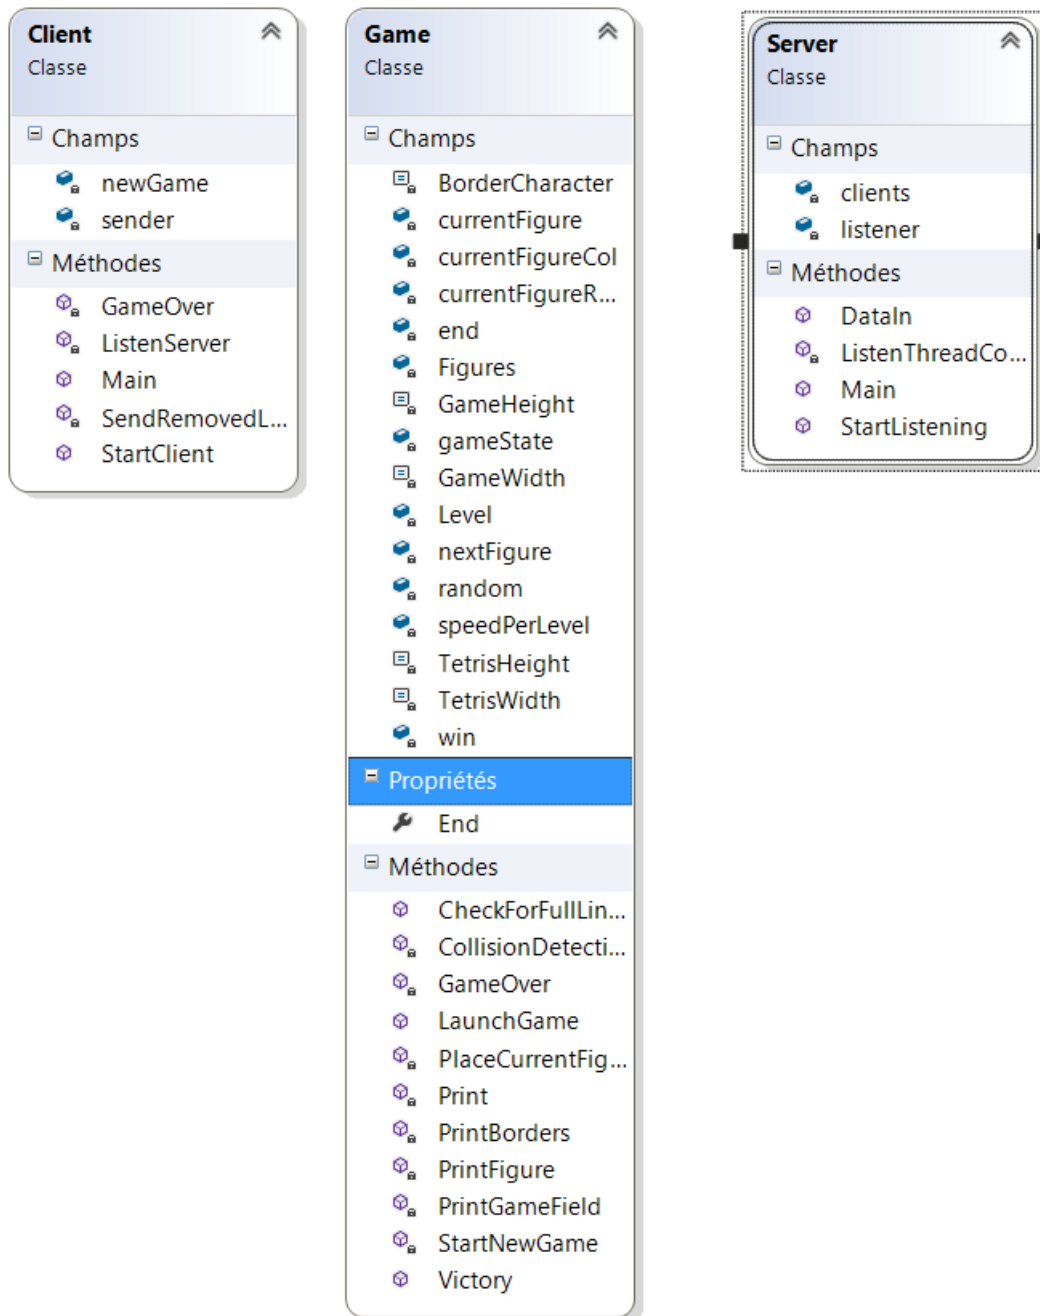 Client
Classe
Champs
newGame
sender
Méthodes
GameOver
ListenServer
Main
SendRemovedL...
StartClient
Game
Classe
Champs
BorderCharacter
currentFigure
currentFigureCol
currentFigureR...
end
Figures
GameHeight
gameState
GameWidth
Level
nextFigure
random
speedPerLevel
TetrisHeight
TetrisWidth
win
Propriétés
End
Méthodes
CheckForFullLin...
CollisionDetecti...
GameOver
LaunchGame
PlaceCurrentFig...
Print
PrintBorders
PrintFigure
PrintGameField
StartNewGame
Victory
Server
Classe
Champs
clients
listener
Méthodes
DataIn
ListenThreadCo...
Main
StartListening